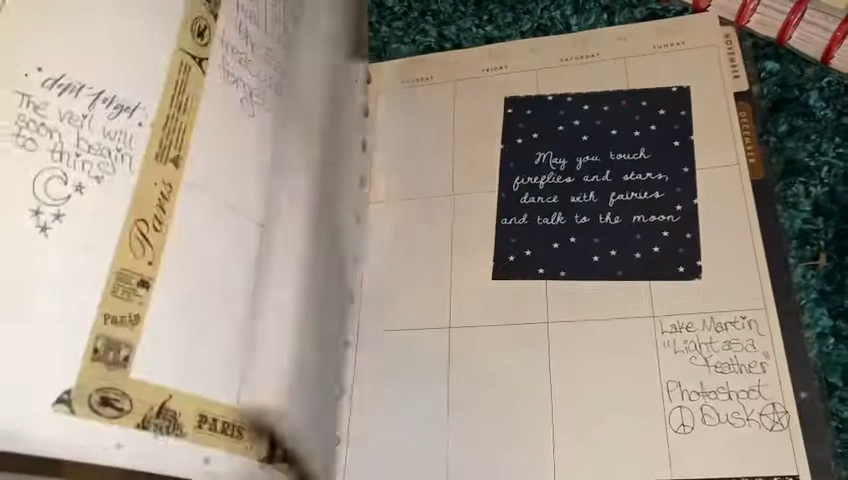 don't forget
The veil will
soon begin
to thin
Paris
Paris
PARIS
FRIDAY
SATURDAY
SUNDAY
NOVEMBER
DECEMBER
May you touch
fireflies and stars,
dance with fairies
and talk to the moon
Lake Martin
"Light as a
feather"
Photoshoot
Dusk